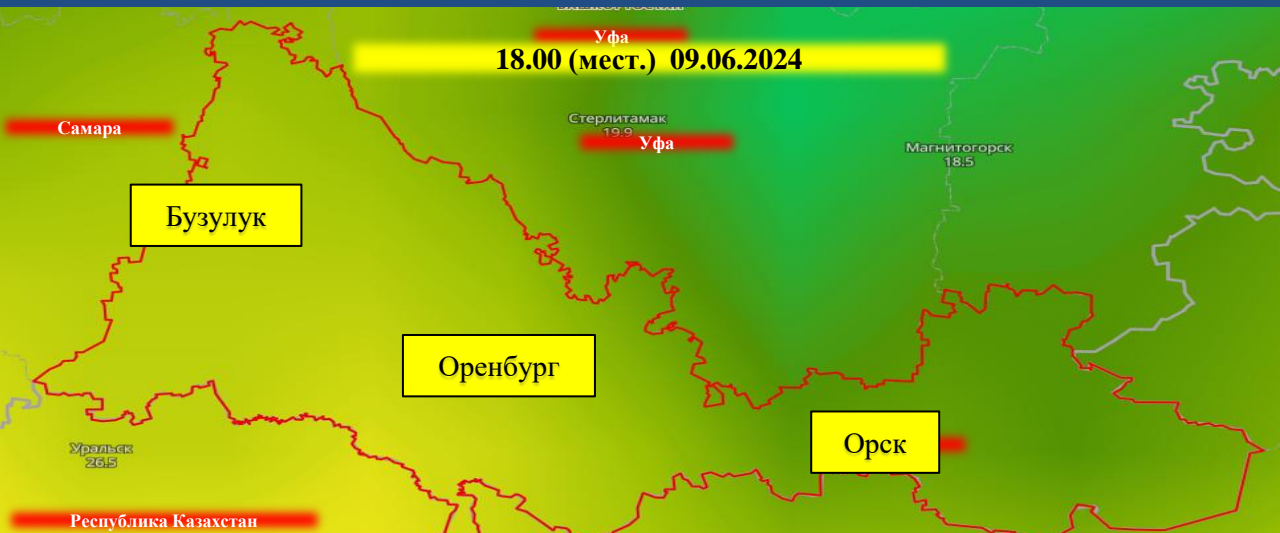 Уфа
18.00 (мест.) 09.06.2024
Самара
Стерлитамак
19.9
Уфа
Магнитогорск
18.5
Бузулук
Оренбург
Орск
Уральск
26.5
Республика Казахстан